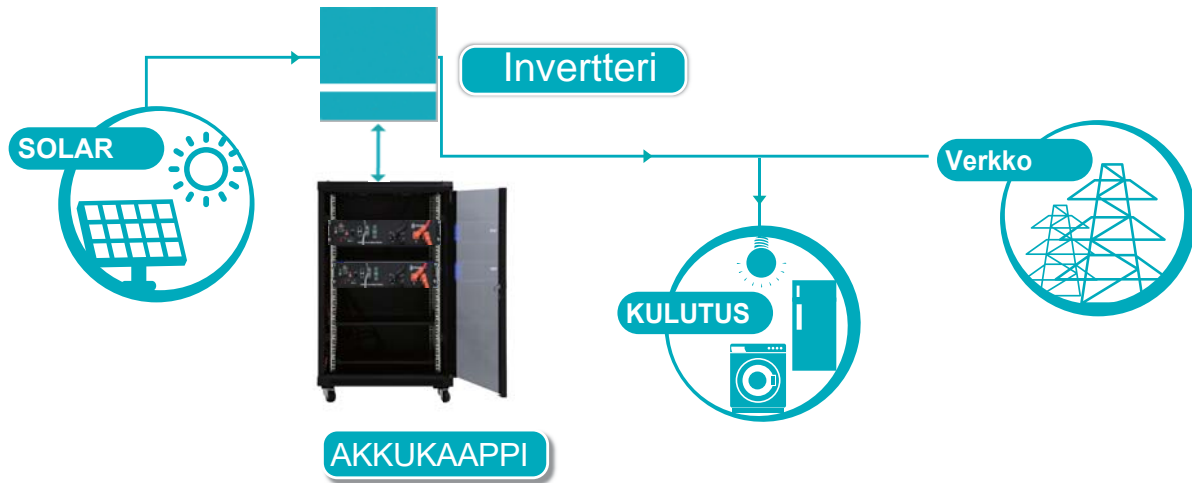 Invertteri
SOLAR
Verkko
KULUTUS
AKKUKAAPPI